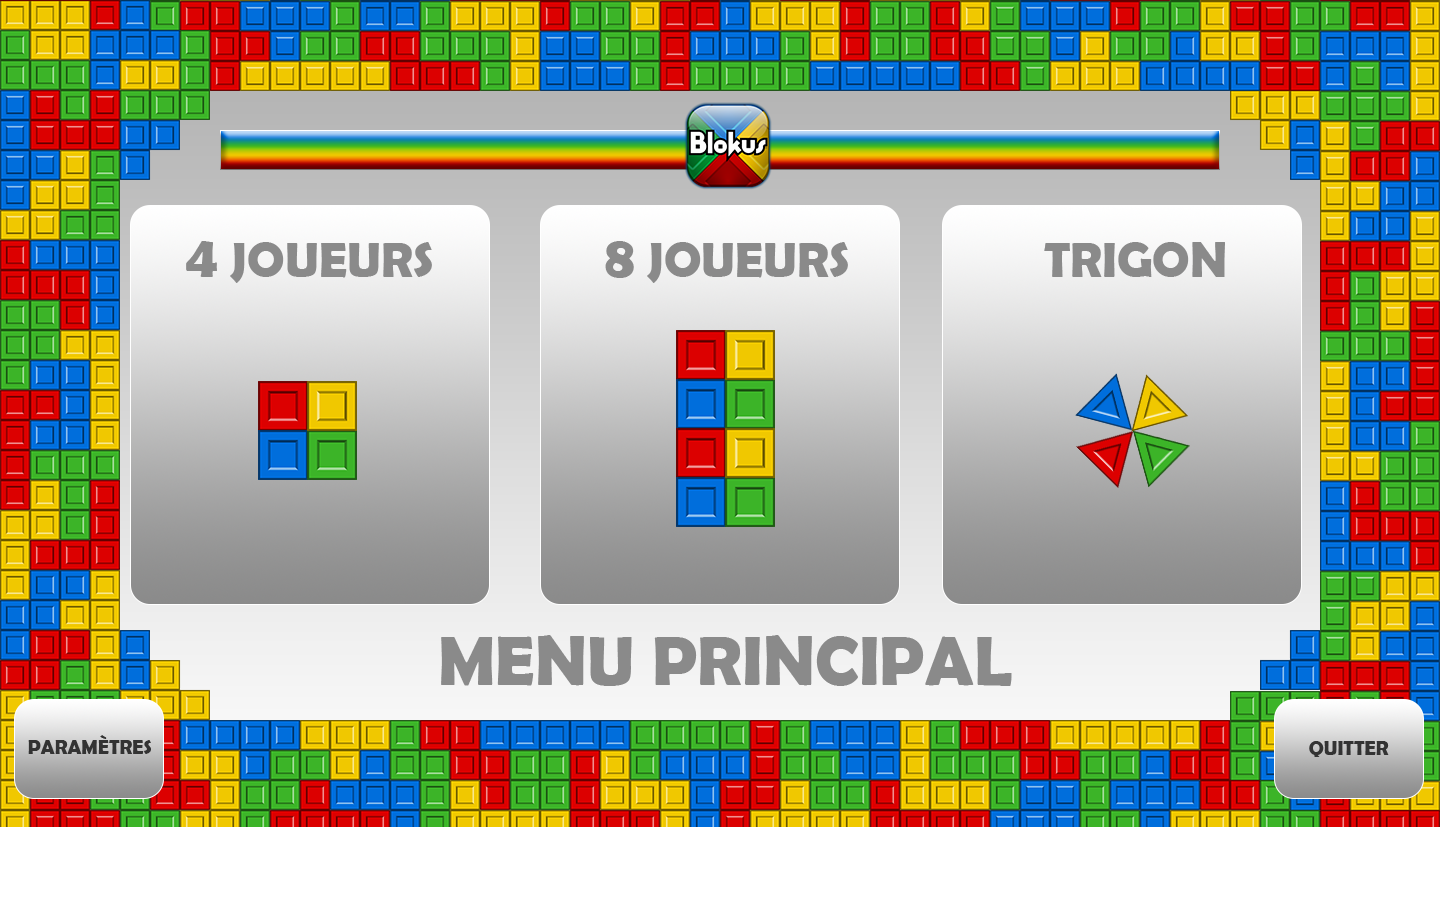 Blokus
4 JOUEURS
8 JOUEURS
TRIGON
MENU PRINCIPAL
PARAMÈTRES
QUITTER